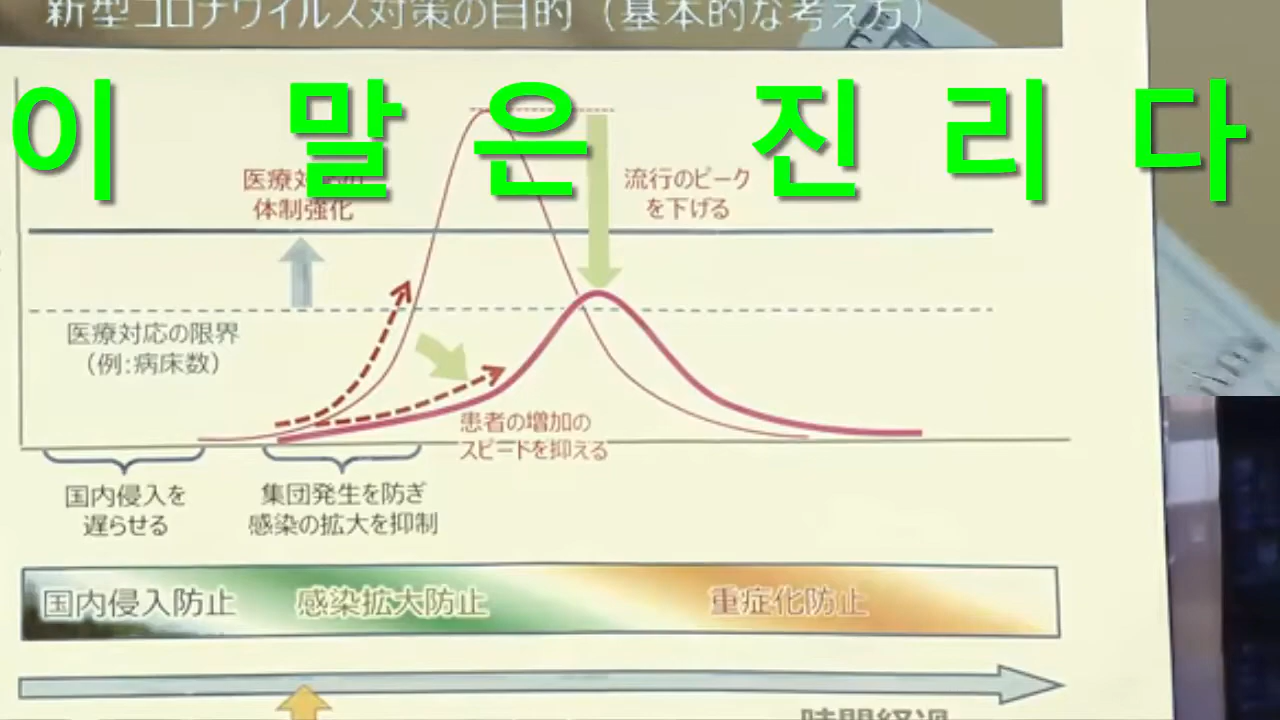 新型コロナウイルス対策の目的（基本的な考え方）
이 말 은 진 리 다
医療対
体制強化
流行のピーク
を下げる
医療対応の限界
（例:病床数）
患者の増加の
スピードを抑える
国内侵入を
遅らせる
集団発生を防ぎ
感染の拡大を抑制
国内侵入防止
感染拡大防止
重症化防止
時間経過